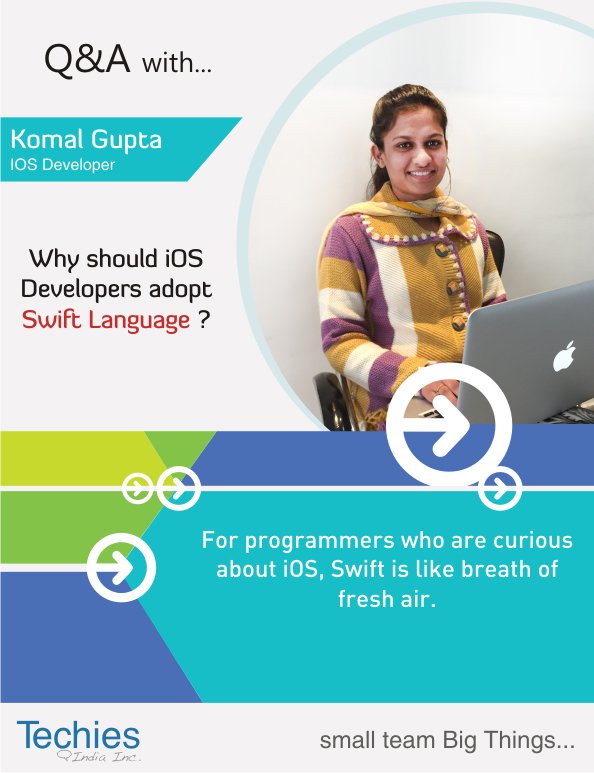 Q&A with...
Komal Gupta
IOS Developer
Why should iOS
Developers adopt
Swift Language ?
For programmers who are curious
about iOS, Swift is like breath of
fresh air.
Techies
India Inc.
small team Big Things...